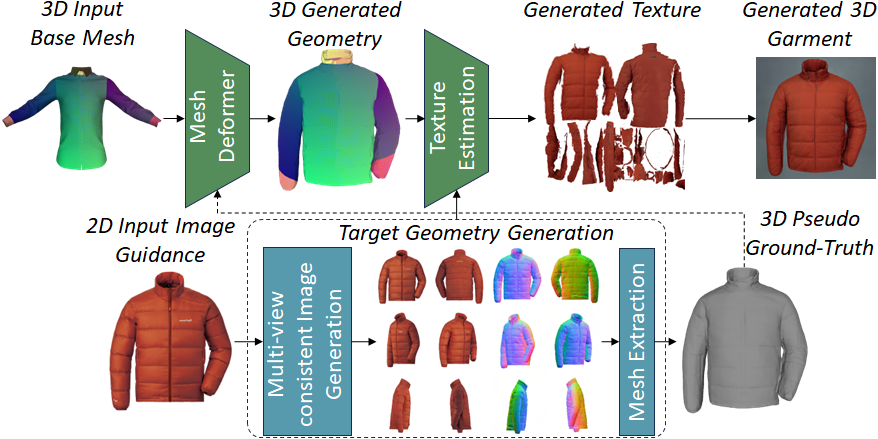 3D Input
Base Mesh
3D Generated
Geometry
Generated Texture
Generated 3D
Garment
Mesh
Deformer
Texture
Estimation
2D Input Image
Guidance
Target Geometry Generation
3D Pseudo
Ground-Truth
Multi-view
consistent Image
Generation
Mesh Extraction